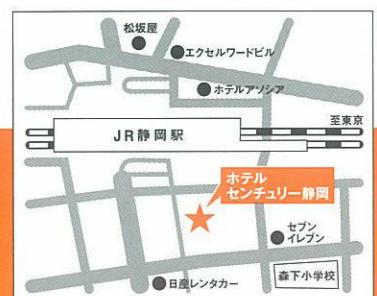 松坂屋
エクセルワードビル
ホテルアソシア
至東京
JR静岡駅
ホテル
センチュリー静岡
セブン
イレブン
日産レンタカー
森下小学校